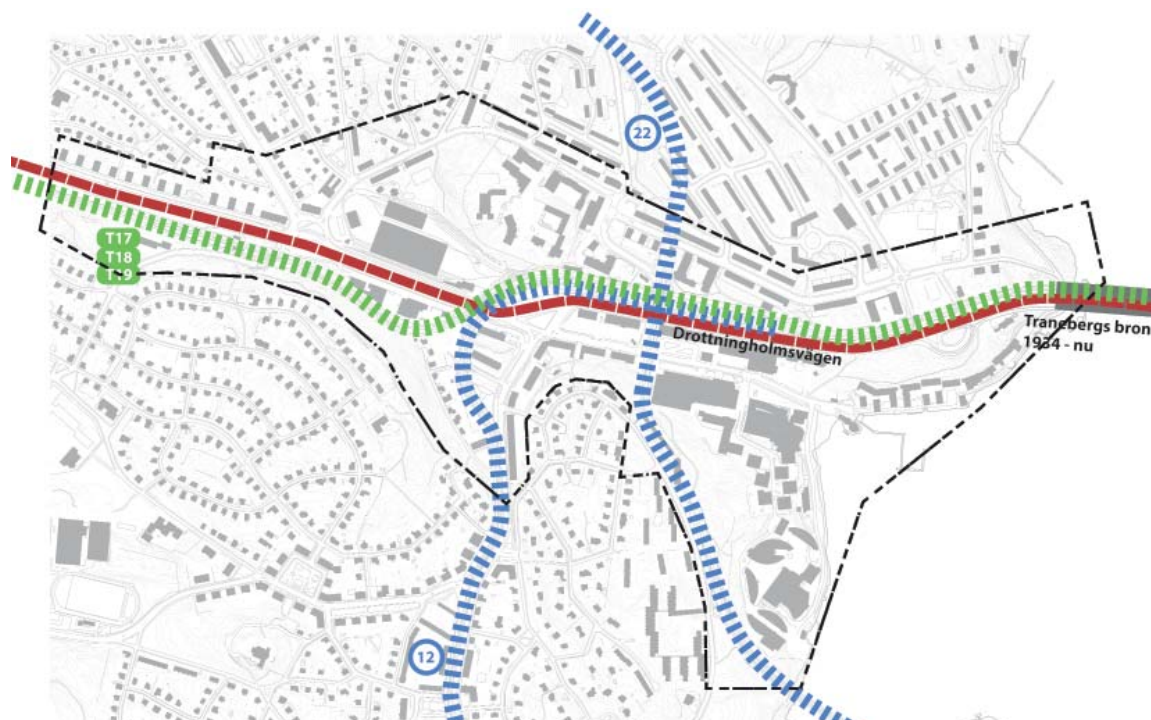 22
T17
T18
T19
Drottningholmsvägen
Tranebergs bron
1934 - nu
12